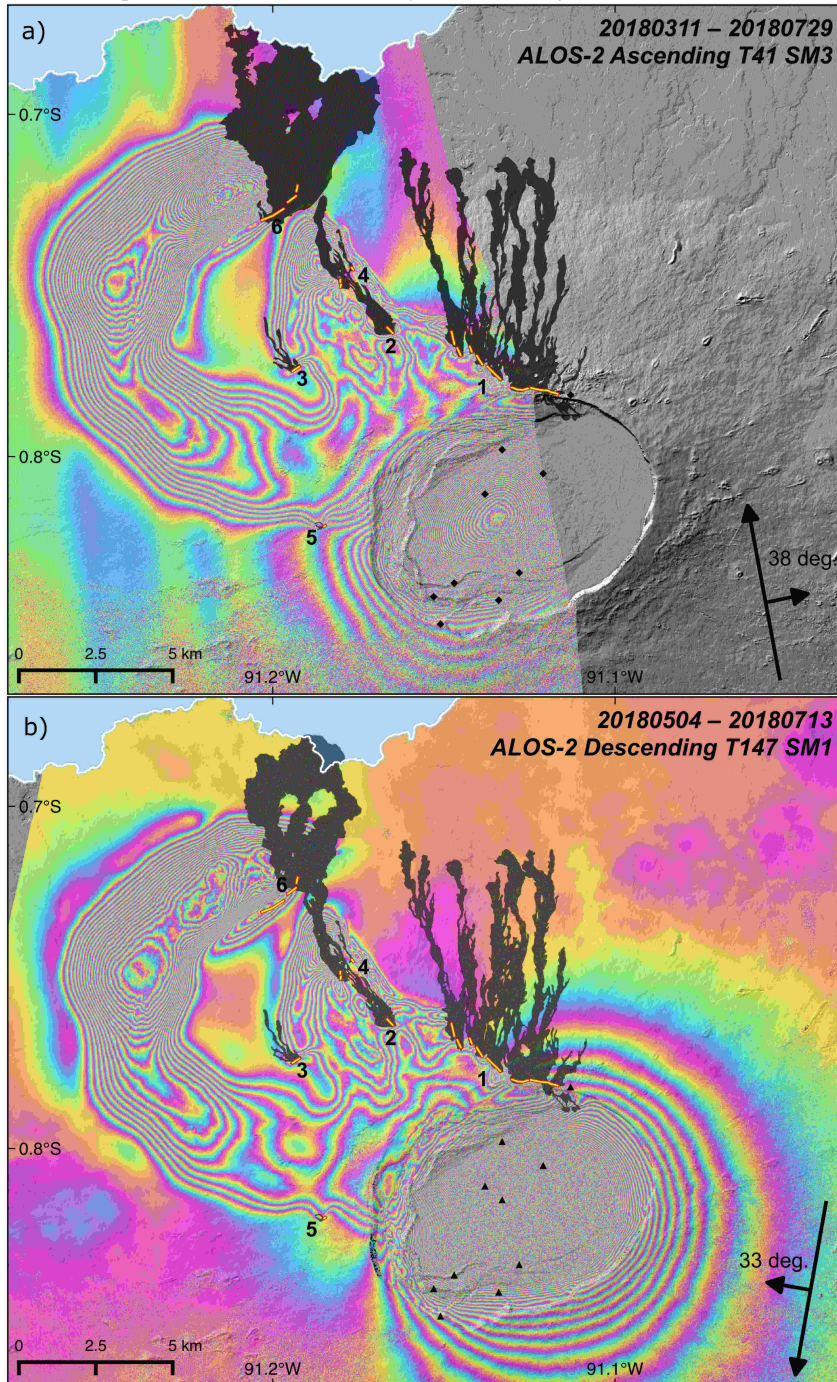 a)
20180311 – 20180729
ALOS-2 Ascending T41 SM3
0.7°S
6
4
2
3
1
0.8°S
5
38 deg.
0 2.5 5 km
91.2°W
91.1°W
b)
20180504 – 20180713
ALOS-2 Descending T147 SM1
0.7°S
6
4
2
3
1
0.8°S
5
33 deg.
0 2.5 5 km
91.2°W
91.1°W